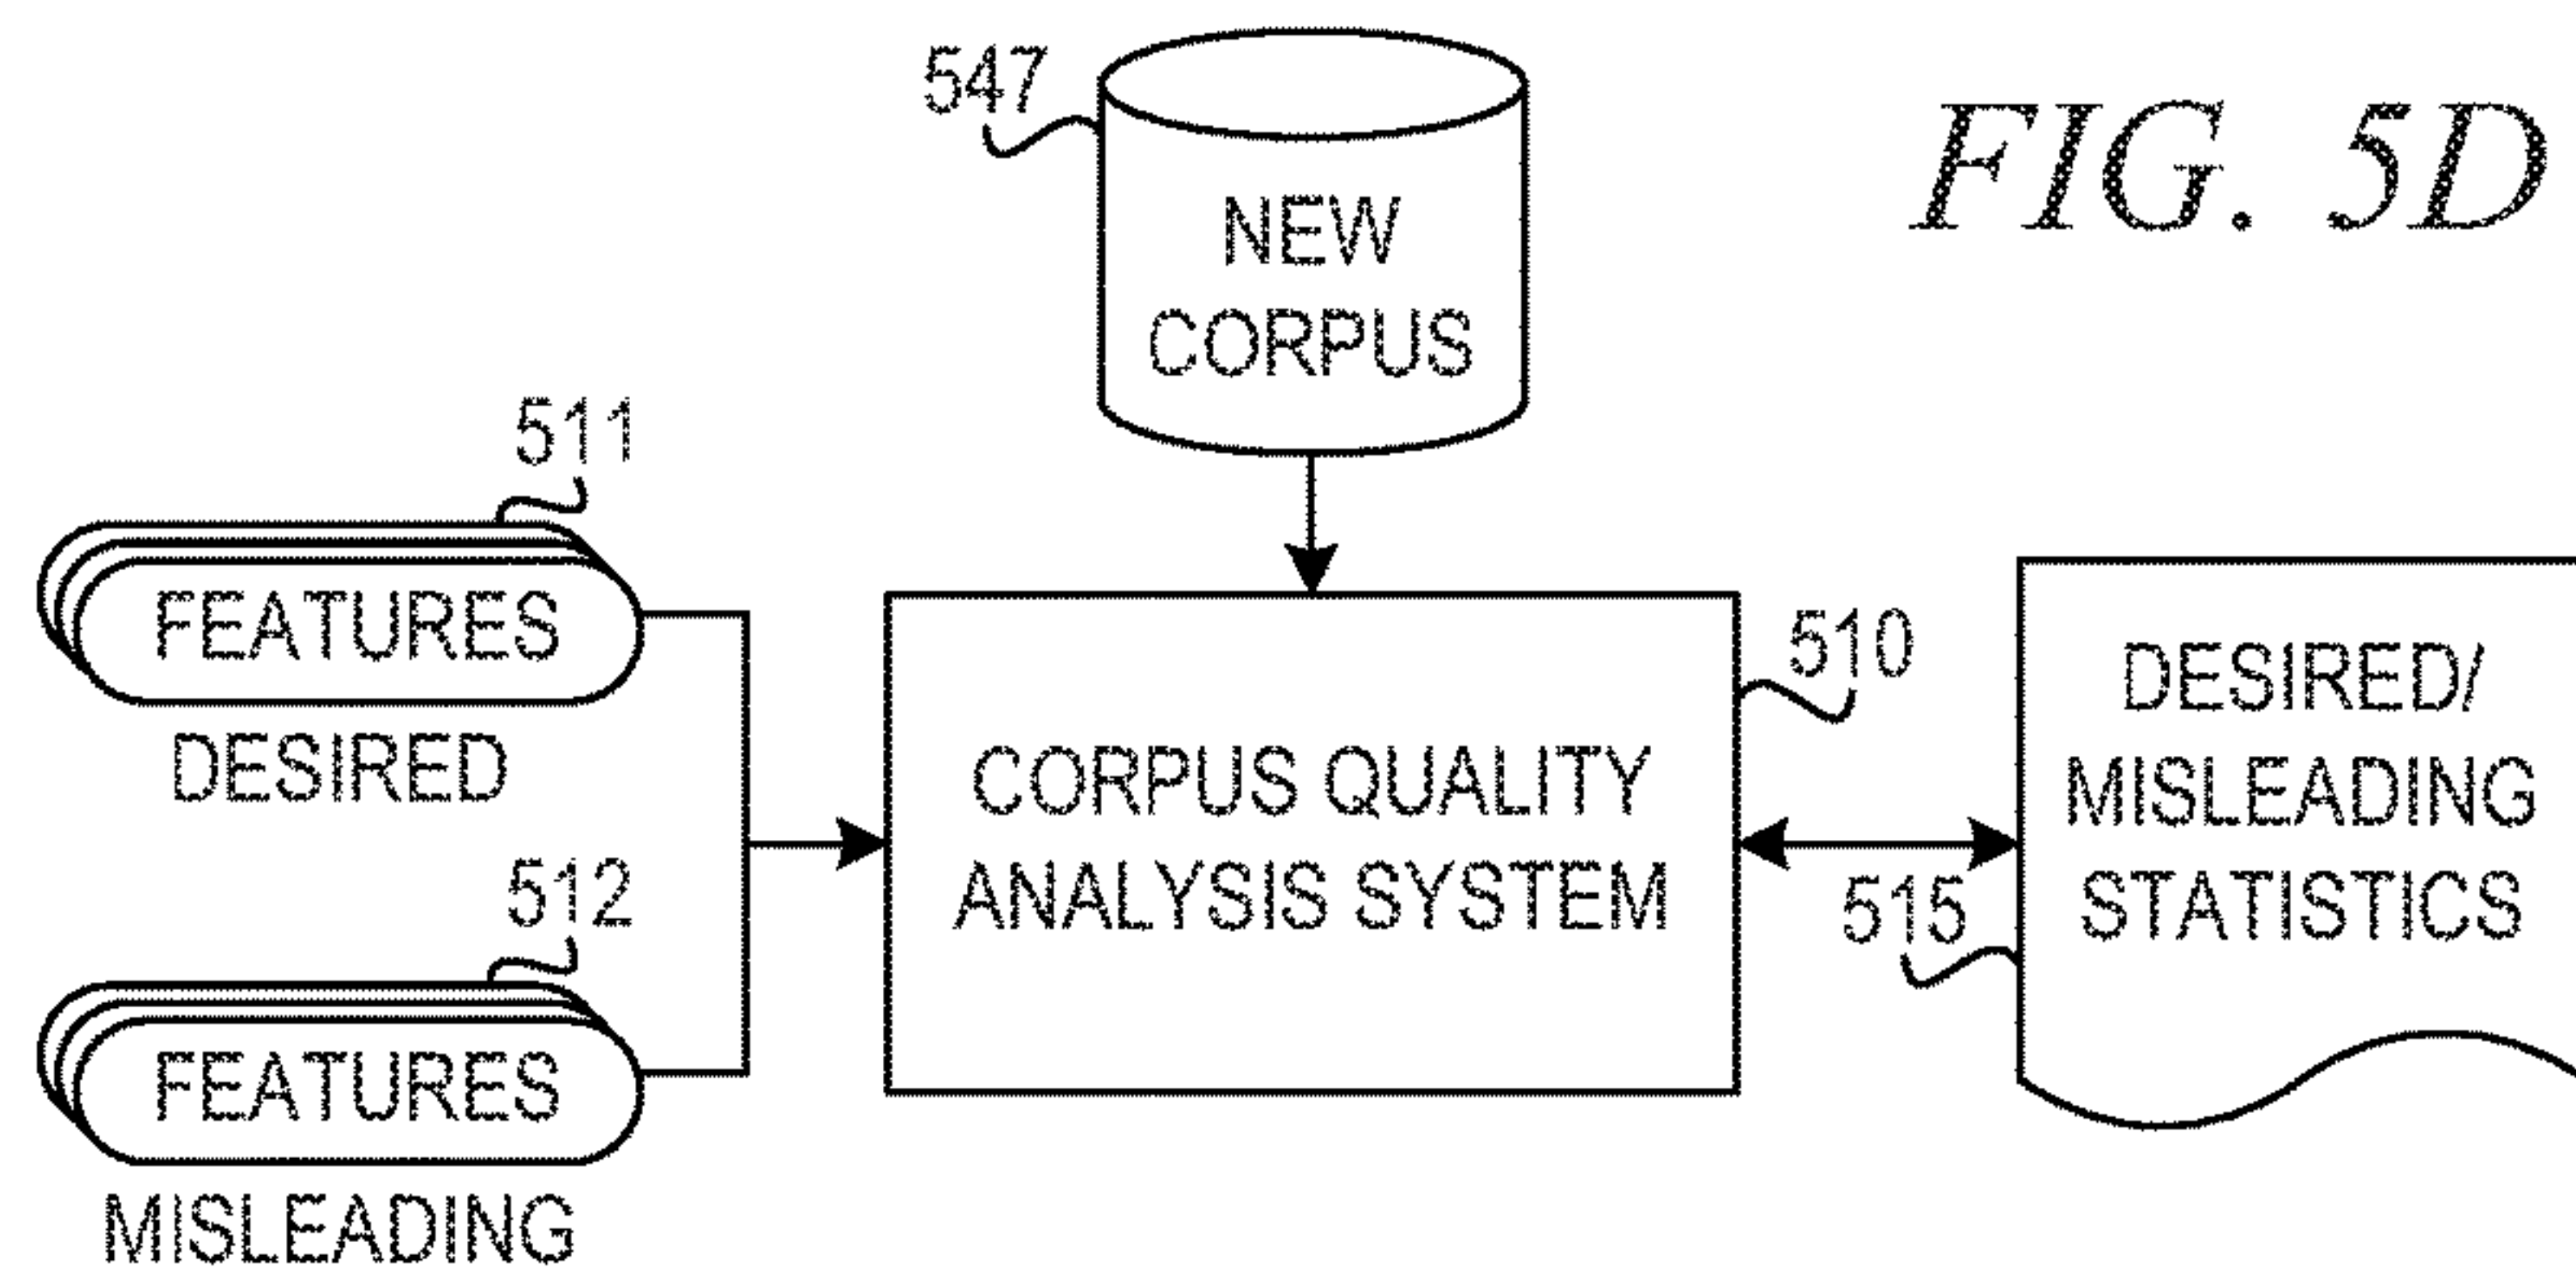 FIG. 5D
547
NEW
CORPUS
511
FEATURES
DESIRED
512
FEATURES
MISLEADING
510
CORPUS QUALITY
ANALYSIS SYSTEM
515
DESIRED/
MISLEADING
STATISTICS